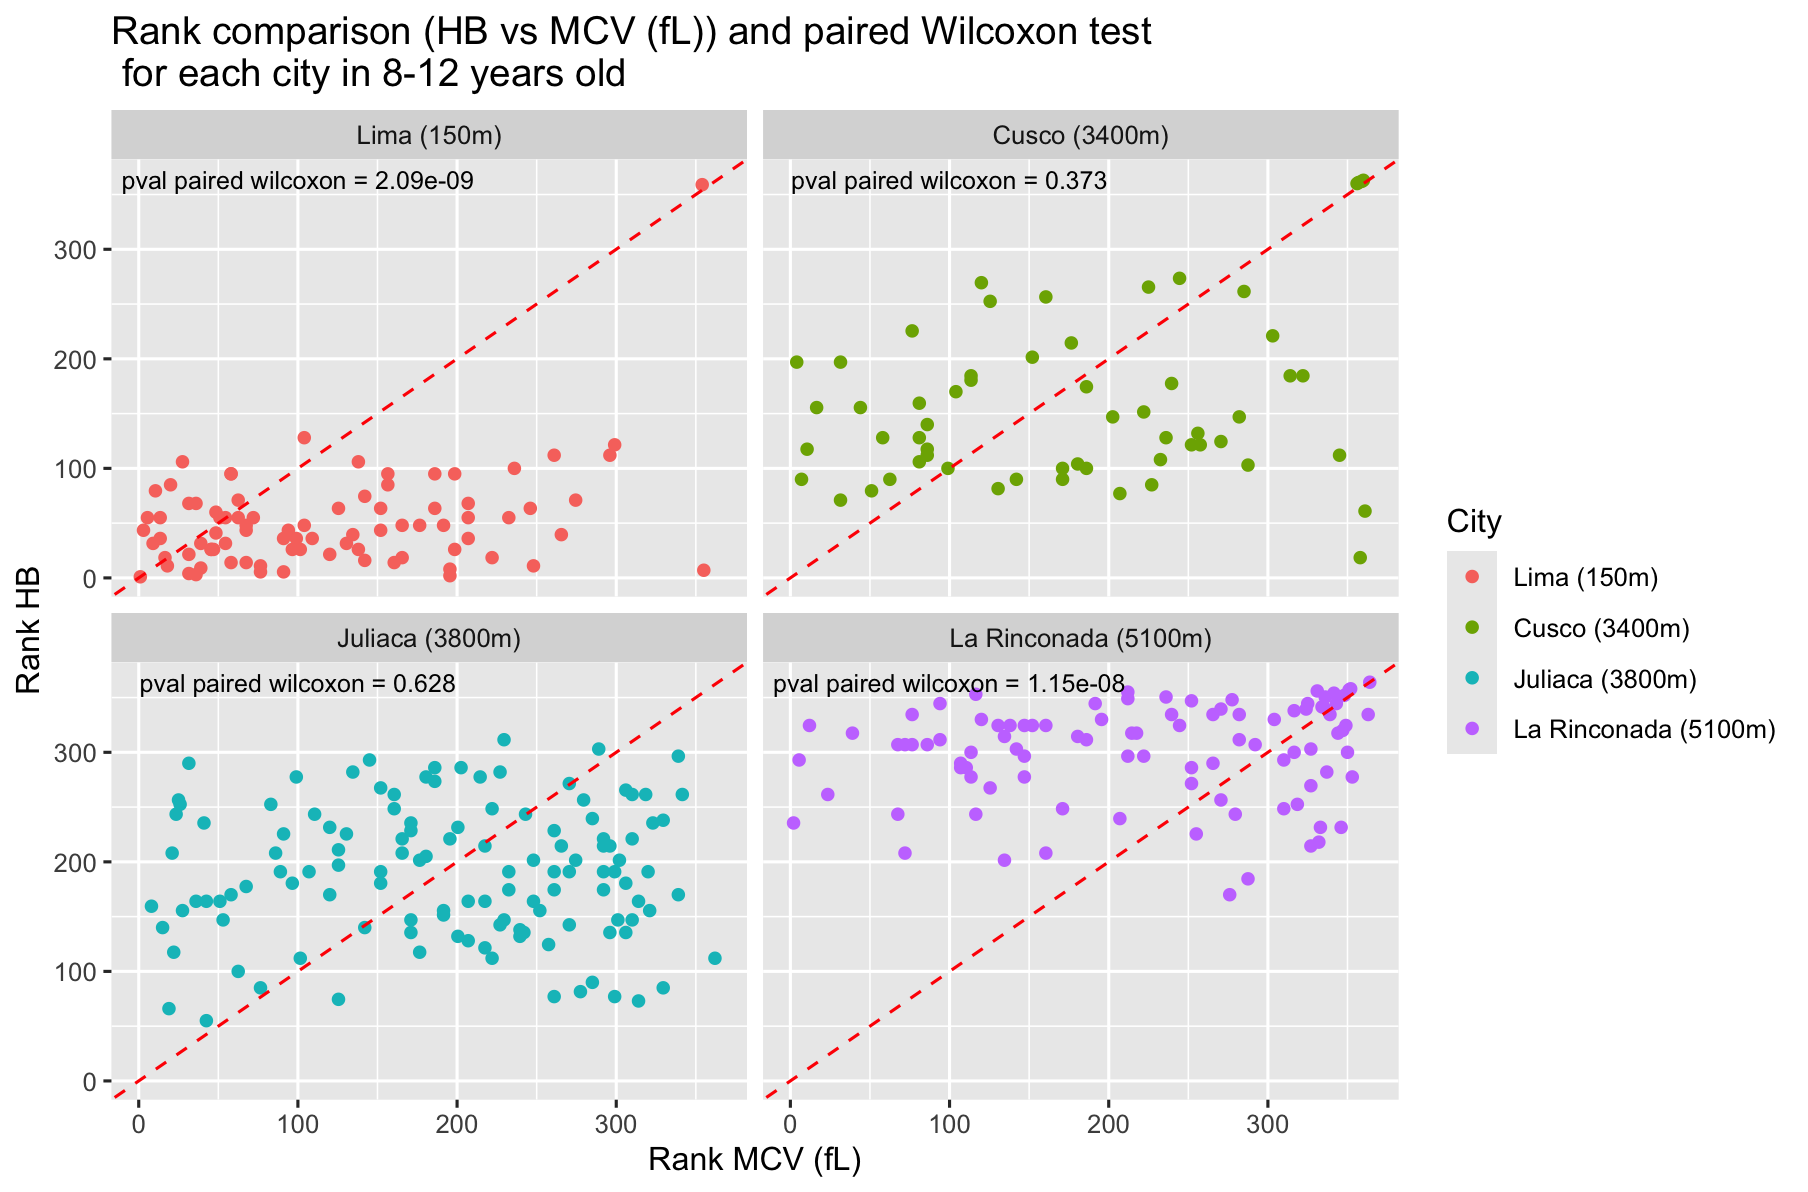 Rank comparison (HB vs MCV (fL)) and paired Wilcoxon test
for each city in 8-12 years old
Lima (150m)
Cusco (3400m)
pval paired wilcoxon = 2.09e-09
pval paired wilcoxon = 0.373
300
200
100
0
Juliaca (3800m)
La Rinconada (5100m)
pval paired wilcoxon = 0.628
pval paired wilcoxon = 1.15e-08
300
200
100
0
0 100 200 300
0 100 200 300
Rank MCV (fL)
Rank HB
City
Lima (150m)
Cusco (3400m)
Juliaca (3800m)
La Rinconada (5100m)